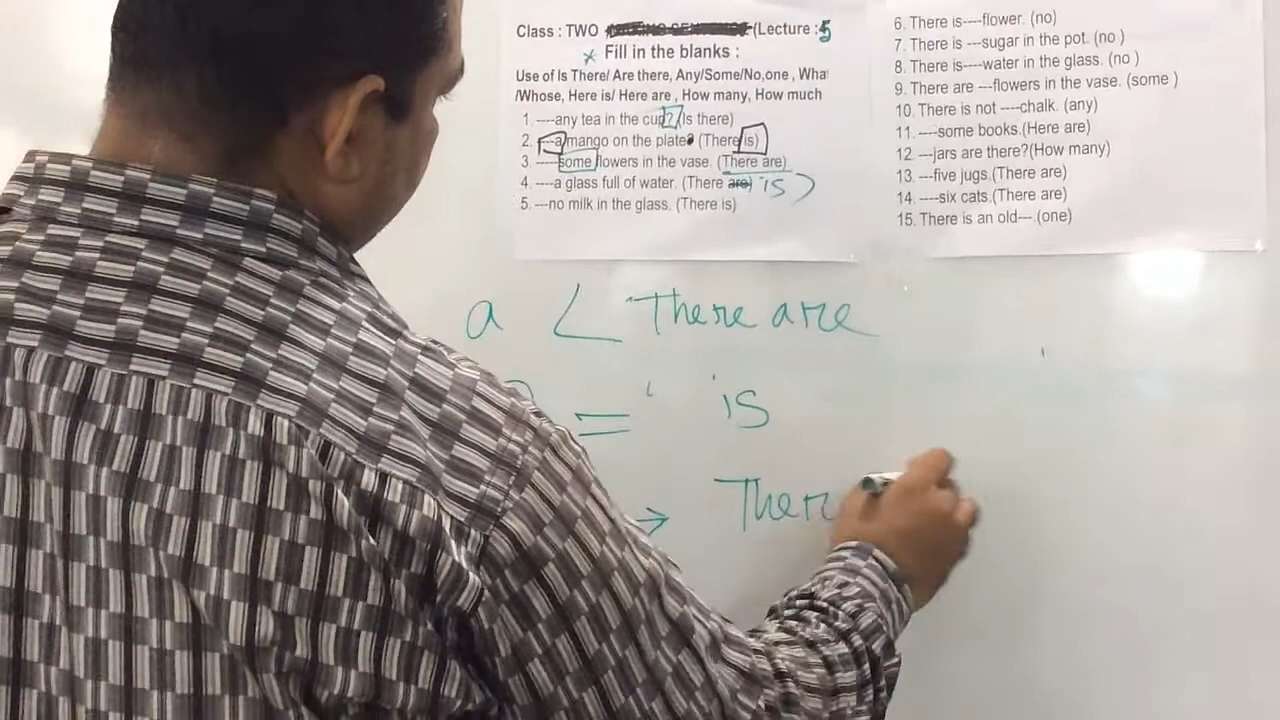 Class : TWO (Lecture :5
* Fill in the blanks :
Use of Is There/ Are there, Any/Some/No,one , Wha
/Whose, Here is/ Here are , How many, How much
1. ----any tea in the cup?(Is there)
2. ---a mango on the plate (There is)
3. -----some flowers in the vase. (There are)
4. ----a glass full of water. (There are) is)
5. ---no milk in the glass. (There is)
6. There is----flower. (no)
7. There is ---sugar in the pot. (no )
8. There is----water in the glass. (no )
9. There are ---flowers in the vase. (some )
10. There is not ----chalk. (any)
11. ----some books.(Here are)
12. ---jars are there?(How many)
13. ---five jugs.(There are)
14. ----six cats.(There are)
15. There is an old---.(one)
a < There are
= is
→ Ther